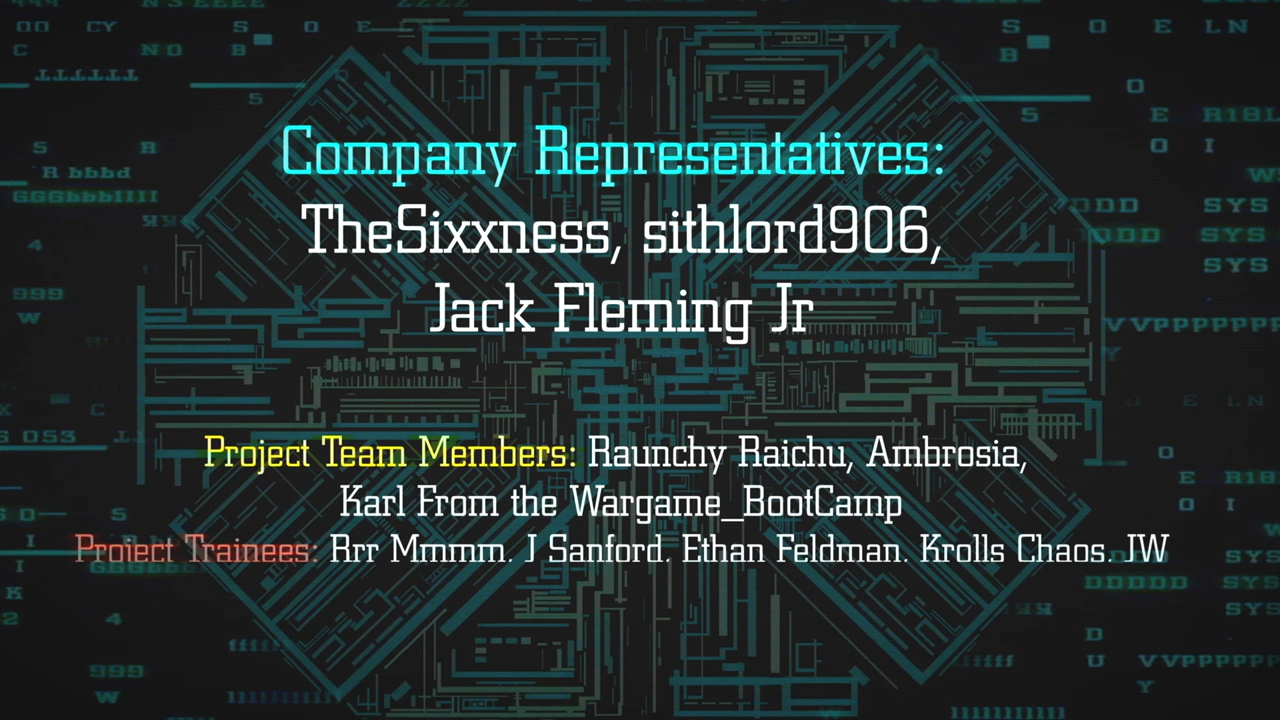 Company Representatives:
TheSixxness, sithlord906,
Jack Fleming Jr
Project Team Members: Raunchy Raichu, Ambrosia,
Karl From the Wargame_BootCamp
Project Trainees: Rrr Mmmm, J Sanford, Ethan Feldman, Krolls Chaos, JW